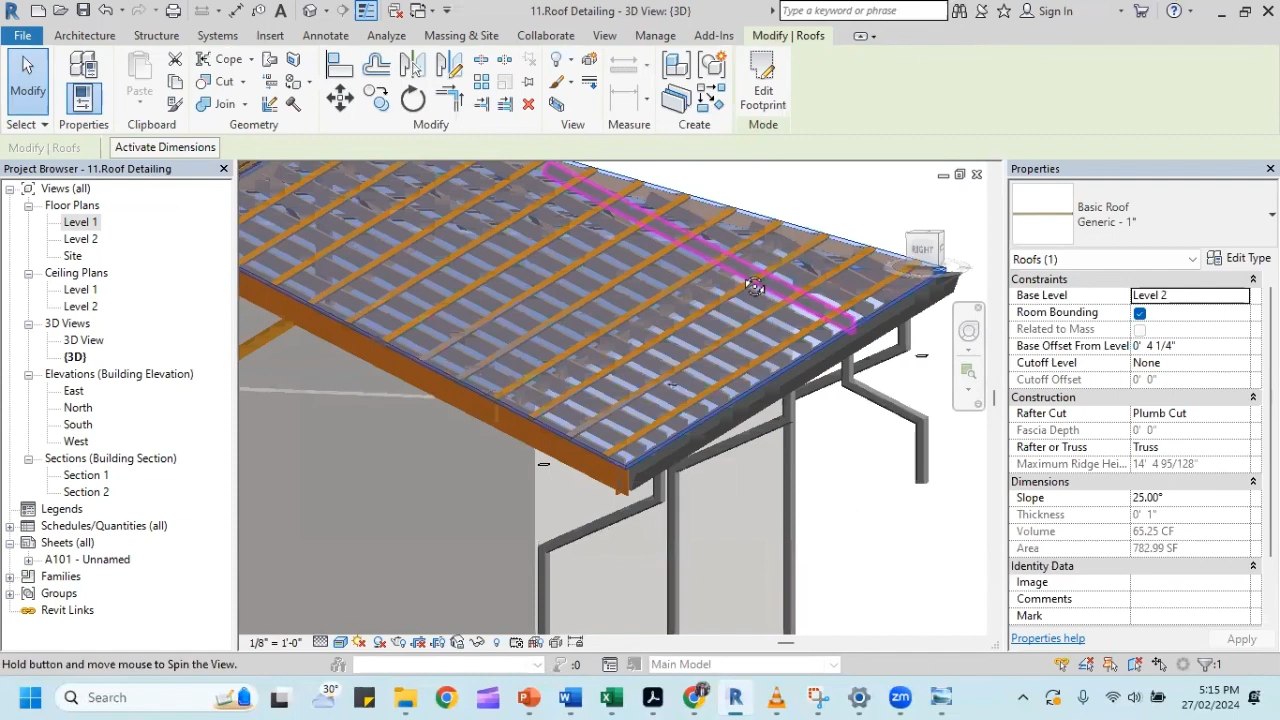 11.Roof Detailing - 3D View: {3D}
Type a keyword or phrase
Sign In
File
Architecture
Structure
Systems
Insert
Annotate
Analyze
Massing & Site
Collaborate
View
Manage
Add-Ins
Modify | Roofs
Modify
Paste
Cope
Cut
Join
Edit
Footprint
Select
Properties
Clipboard
Geometry
Modify
View
Measure
Create
Mode
Modify | Roofs
Activate Dimensions
Project Browser - 11.Roof Detailing
Views (all)
Floor Plans
Level 1
Level 2
Site
Ceiling Plans
Level 1
Level 2
3D Views
3D View
{3D}
Elevations (Building Elevation)
East
North
South
West
Sections (Building Section)
Section 1
Section 2
Legends
Schedules/Quantities (all)
Sheets (all)
A101 - Unnamed
Families
Groups
Revit Links
RIGHT
Properties
Basic Roof
Generic - 1"
Roofs (1)
Edit Type
Constraints
Base Level Level 2
Room Bounding
Related to Mass
Base Offset From Level 0' 4 1/4"
Cutoff Level None
Cutoff Offset 0' 0"
Construction
Rafter Cut Plumb Cut
Fascia Depth 0' 0"
Rafter or Truss Truss
Maximum Ridge Hei... 14' 4 95/128"
Dimensions
Slope 25.00°
Thickness 0' 1"
Volume 65.25 CF
Area 782.99 SF
Identity Data
Image
Comments
Mark
Properties help
Apply
1/8" = 1'-0"
Hold button and move mouse to Spin the View.
:0
Main Model
:1
Search
30°
zm
5:15 PM
27/02/2024